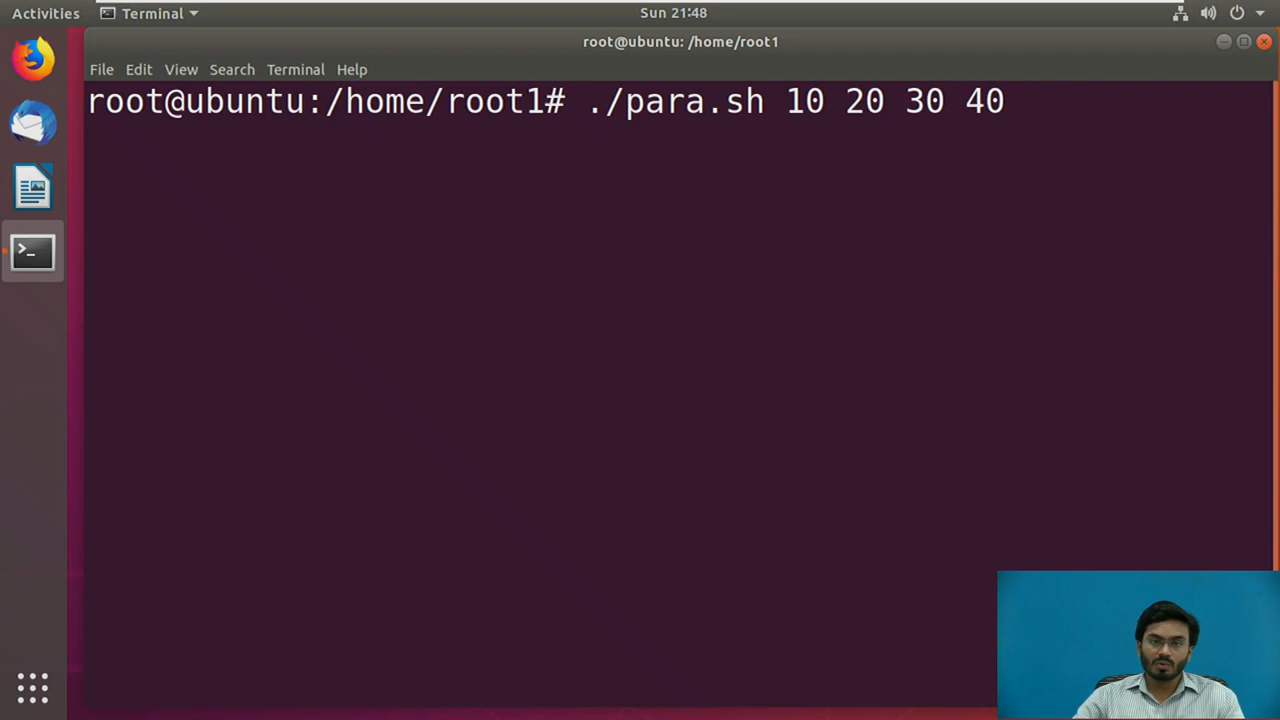 Activities
Terminal
Sun 21:48
root@ubuntu: /home/root1
File Edit View Search Terminal Help
root@ubuntu:/home/root1# ./para.sh 10 20 30 40